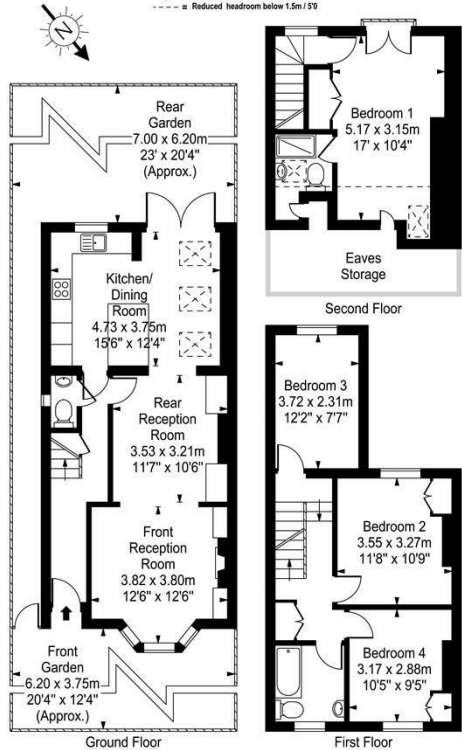 = Reduced headroom below 1.5m / 5'0
N
Rear
Garden
7.00 x 6.20m
23' x 20'4"
(Approx.)
Kitchen/
Dining
Room
4.73 x 3.75m
15'6" x 12'4"
Rear
Reception
Room
3.53 x 3.21m
11'7" x 10'6"
Front
Reception
Room
3.82 x 3.80m
12'6" x 12'6"
Front
Garden
6.20 x 3.75m
20'4" x 12'4"
(Approx.)
Ground Floor
Bedroom 1
5.17 x 3.15m
17' x 10'4"
Eaves
Storage
Second Floor
Bedroom 3
3.72 x 2.31m
12'2" x 7'7"
Bedroom 2
3.55 x 3.27m
11'8" x 10'9"
Bedroom 4
3.17 x 2.88m
10'5" x 9'5"
First Floor